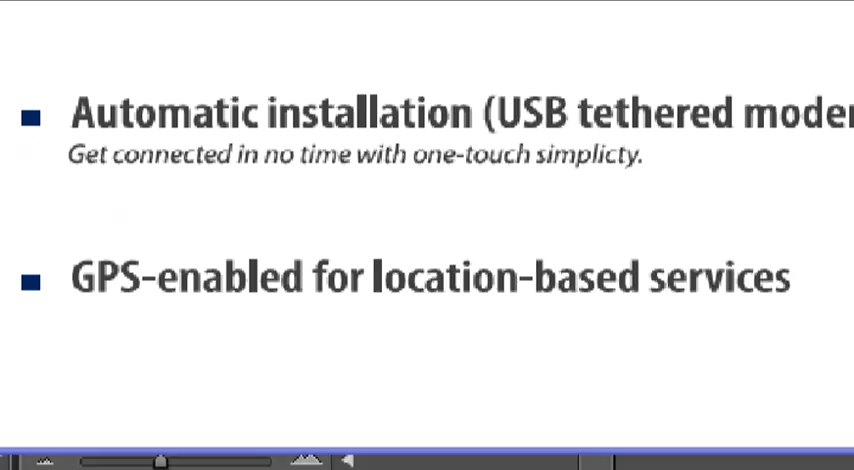 Automatic installation (USB tethered
Get connected in no time with one-touch simplicty.
GPS-enabled for location-based services